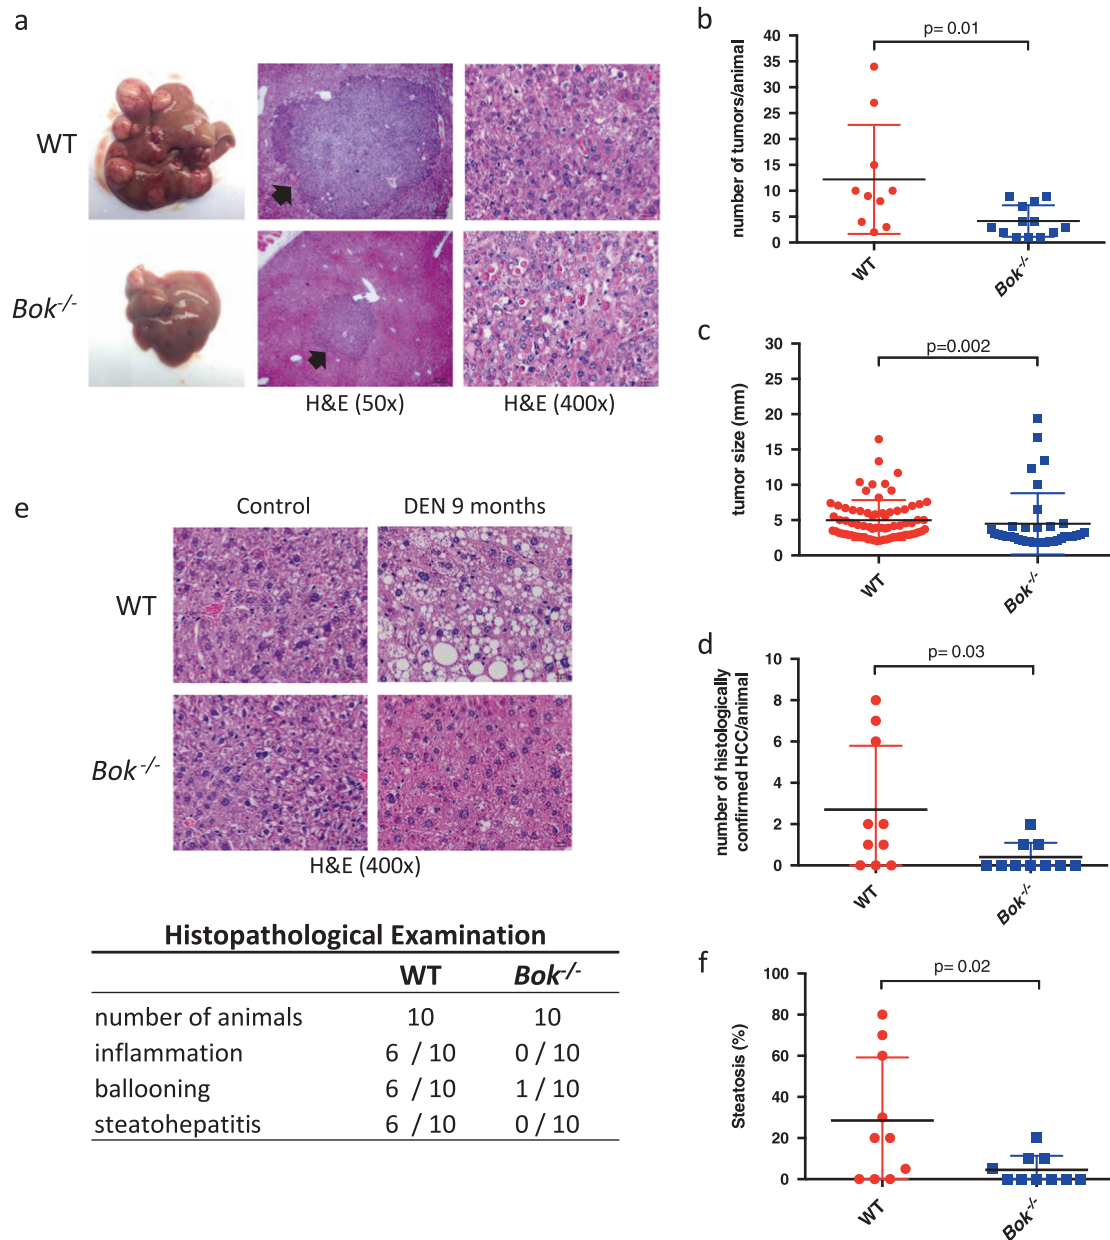 a
WT
Bok-/-
H&E (50x)
H&E (400x)
b
p= 0.01
number of tumors/animal
40
35
30
25
20
15
10
5
0
WT
Bok-/-
c
p=0.002
tumor size (mm)
30
25
20
15
10
5
0
WT
Bok-/-
d
p= 0.03
number of histologically
confirmed HCC/animal
10
8
6
4
2
0
WT
Bok-/-
e
Control
DEN 9 months
WT
Bok-/-
H&E (400x)
Histopathological Examination
WT Bok-/-
number of animals 10 10
inflammation 6 / 10 0 / 10
ballooning 6 / 10 1 / 10
steatohepatitis 6 / 10 0 / 10
f
p= 0.02
Steatosis (%)
100
80
60
40
20
0
WT
Bok-/-